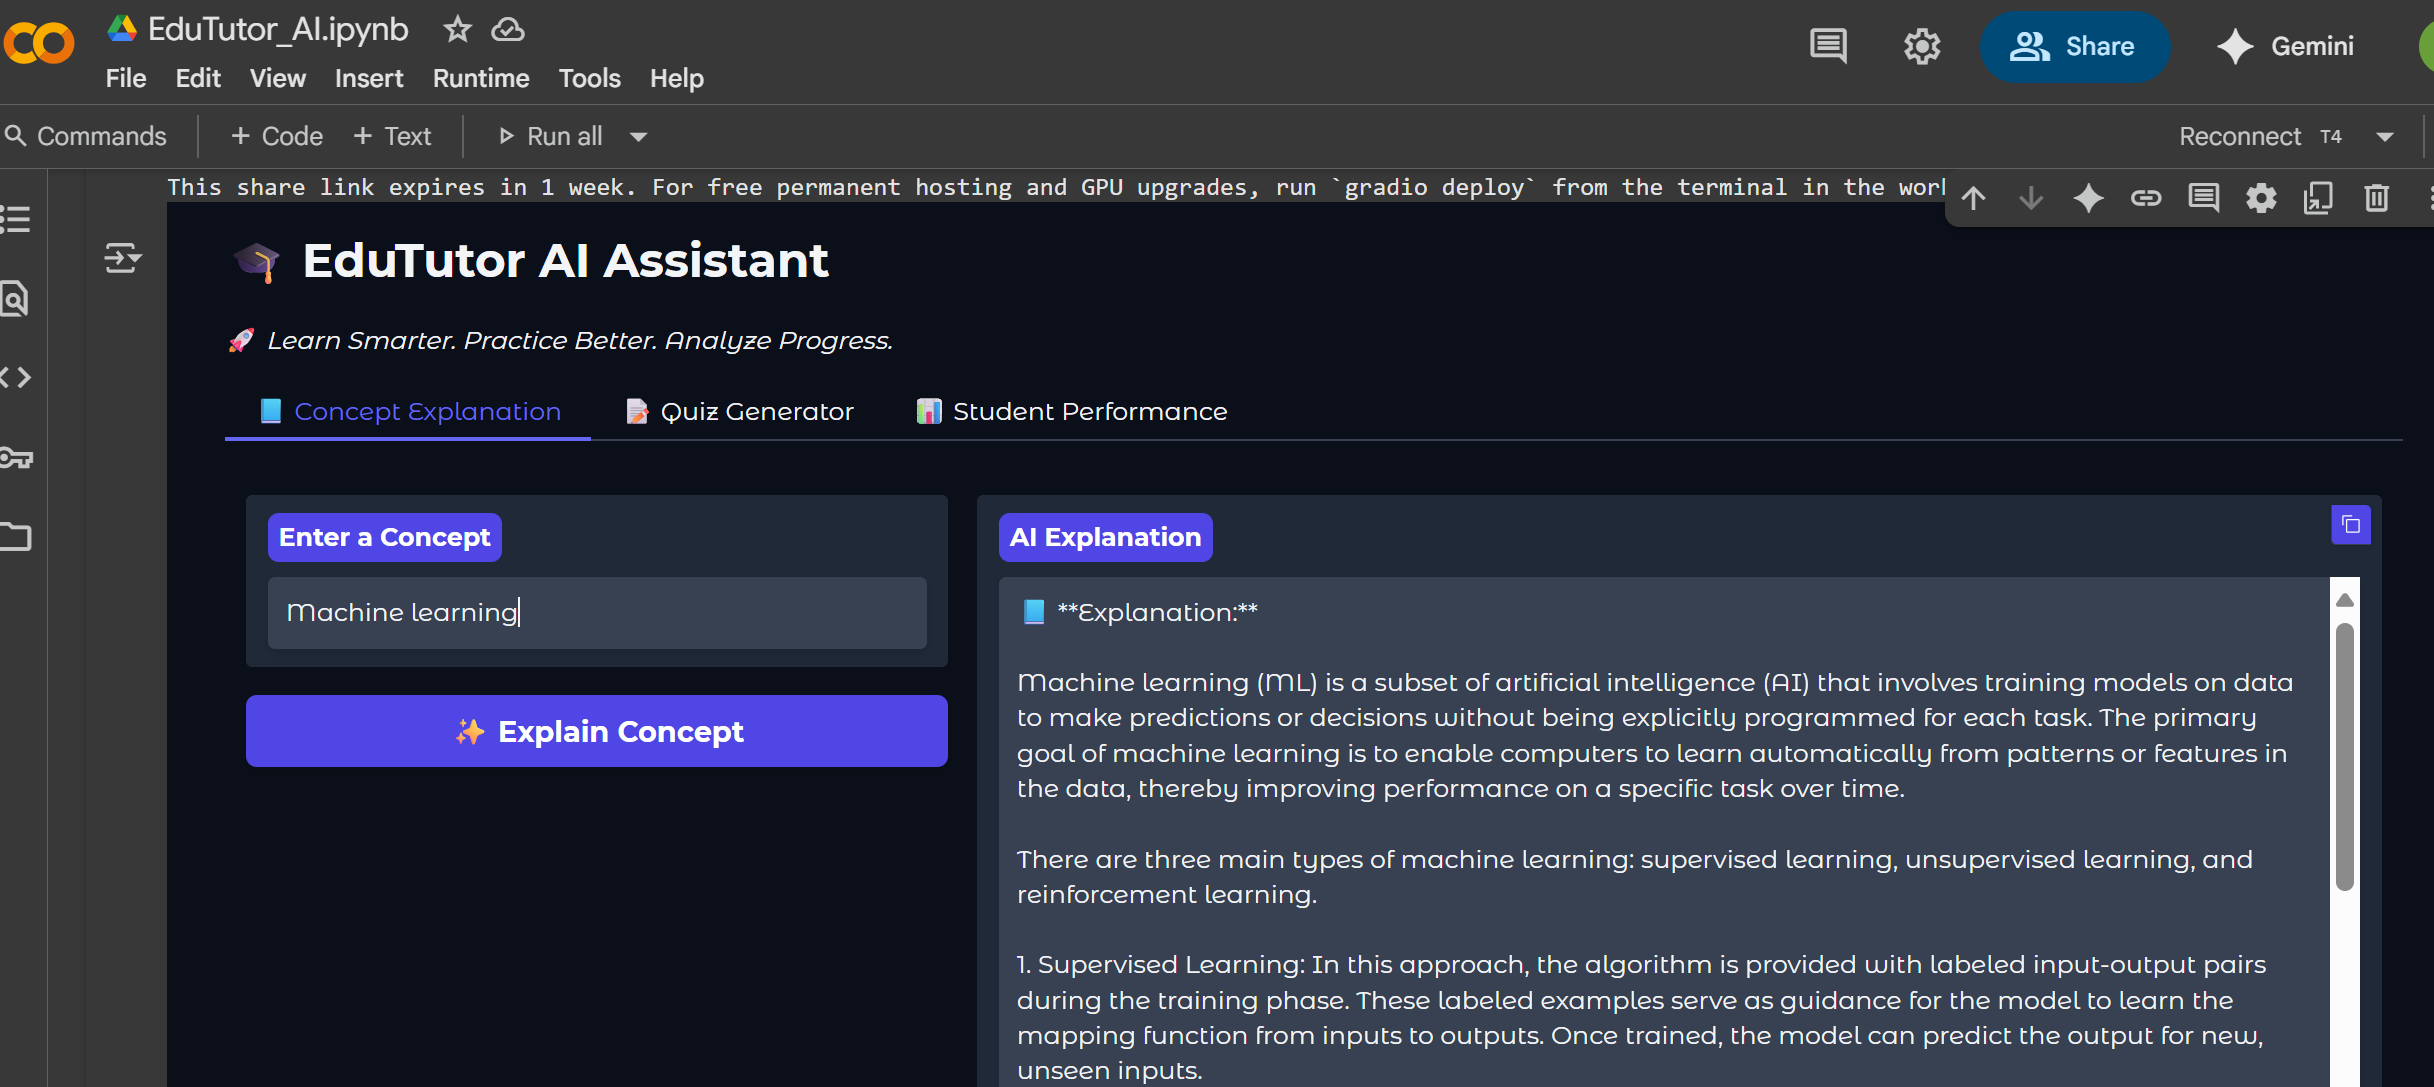 EduTutor_AI.ipynb
File Edit View Insert Runtime Tools Help
Share
Gemini
Commands + Code + Text Run all
Reconnect T4
This share link expires in 1 week. For free permanent hosting and GPU upgrades, run `gradio deploy` from the terminal in the work
EduTutor AI Assistant
Learn Smarter. Practice Better. Analyze Progress.
Concept Explanation Quiz Generator Student Performance
Enter a Concept
Machine learning
Explain Concept
AI Explanation
**Explanation:**
Machine learning (ML) is a subset of artificial intelligence (AI) that involves training models on data
to make predictions or decisions without being explicitly programmed for each task. The primary
goal of machine learning is to enable computers to learn automatically from patterns or features in
the data, thereby improving performance on a specific task over time.
There are three main types of machine learning: supervised learning, unsupervised learning, and
reinforcement learning.
1. Supervised Learning: In this approach, the algorithm is provided with labeled input-output pairs
during the training phase. These labeled examples serve as guidance for the model to learn the
mapping function from inputs to outputs. Once trained, the model can predict the output for new,
unseen inputs.